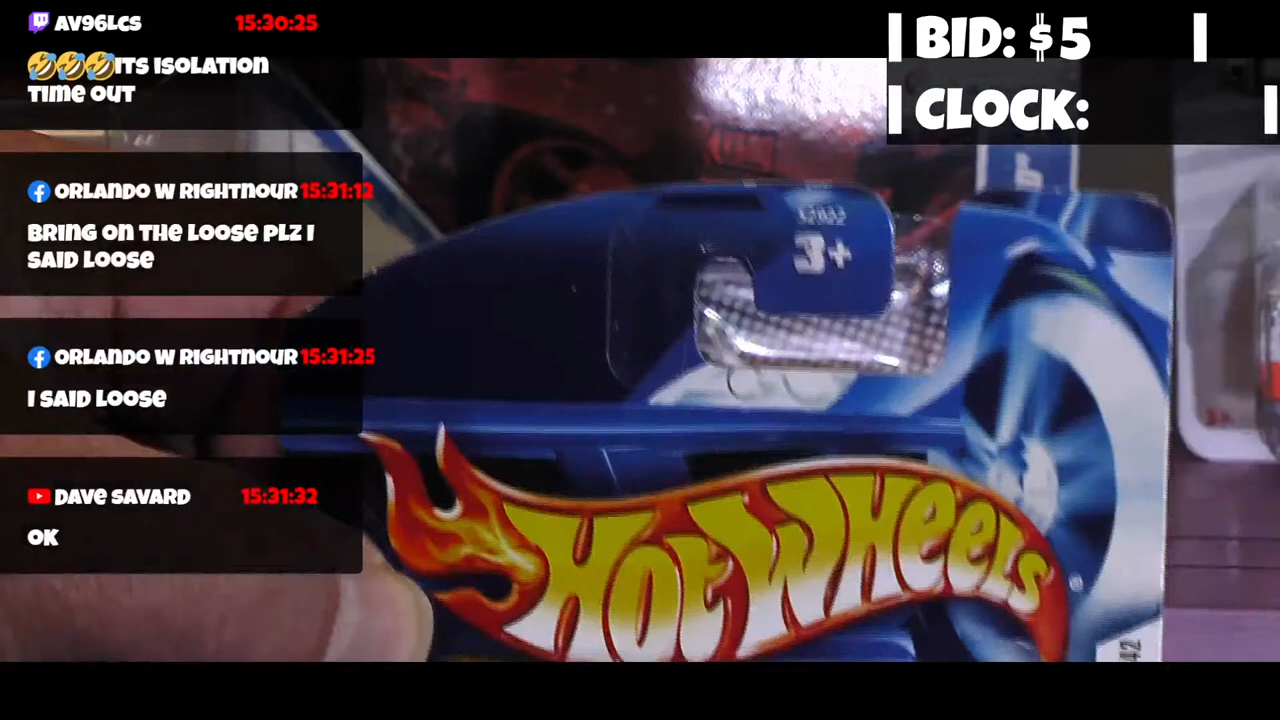 AV96LCS 15:30:25
🤣🤣🤣ITS ISOLATION
TIME OUT
ORLANDO W RIGHTNOUR 15:31:12
BRING ON THE LOOSE PLZ I
SAID LOOSE
ORLANDO W RIGHTNOUR 15:31:25
I SAID LOOSE
DAVE SAVARD 15:31:32
OK
| BID: $5 |
| CLOCK: |
3+
HOT WHEELS
42